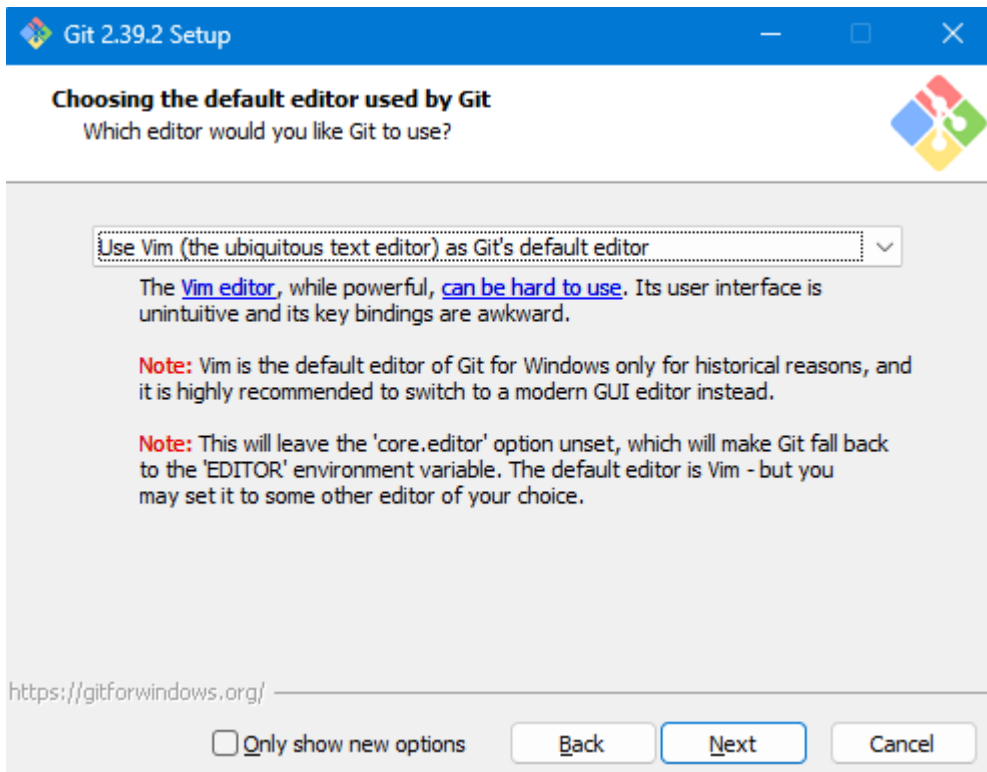 Git 2.39.2 Setup
Choosing the default editor used by Git
Which editor would you like Git to use?
Use Vim (the ubiquitous text editor) as Git's default editor
The Vim editor, while powerful, can be hard to use. Its user interface is
unintuitive and its key bindings are awkward.
Note: Vim is the default editor of Git for Windows only for historical reasons, and
it is highly recommended to switch to a modern GUI editor instead.
Note: This will leave the 'core.editor' option unset, which will make Git fall back
to the 'EDITOR' environment variable. The default editor is Vim - but you
may set it to some other editor of your choice.
https://gitforwindows.org/
Only show new options Back Next Cancel